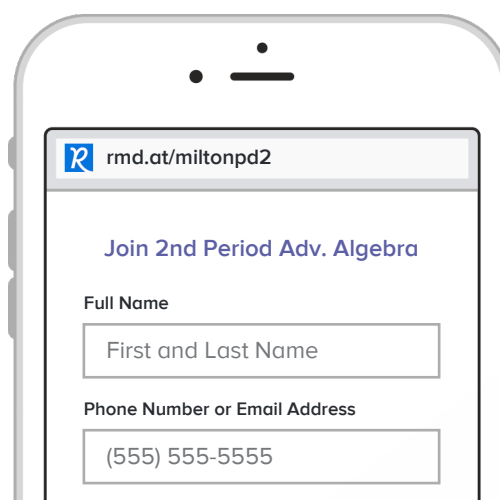 R rmd.at/miltonpd2
Join 2nd Period Adv. Algebra
Full Name
First and Last Name
Phone Number or Email Address
(555) 555-5555